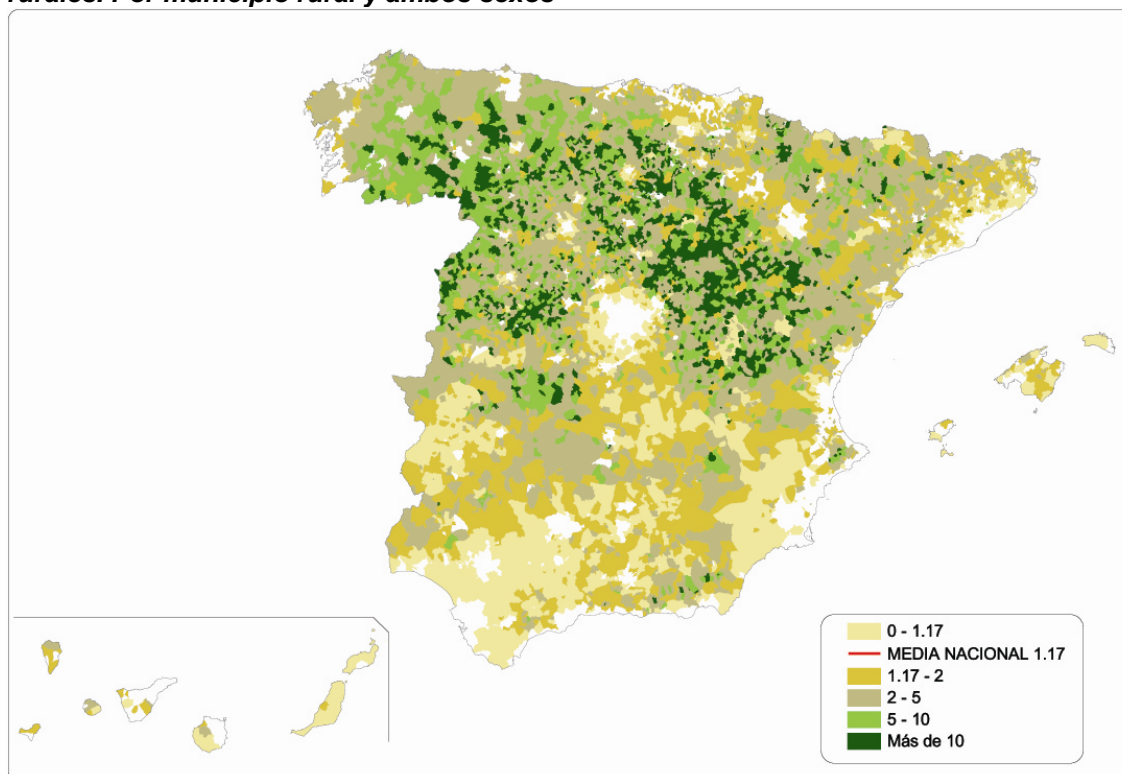 rurales. Por municipio rural y ambos sexos
0 - 1.17
MEDIA NACIONAL 1.17
1.17 - 2
2 - 5
5 - 10
Más de 10